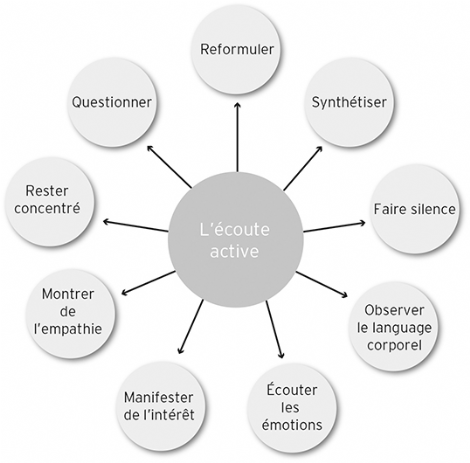 Reformuler
Synthétiser
Faire silence
Observer
le language
corporel
Écouter
les
émotions
Manifester
de l'intérêt
Montrer
de
l'empathie
Rester
concentré
Questionner
L'écoute
active